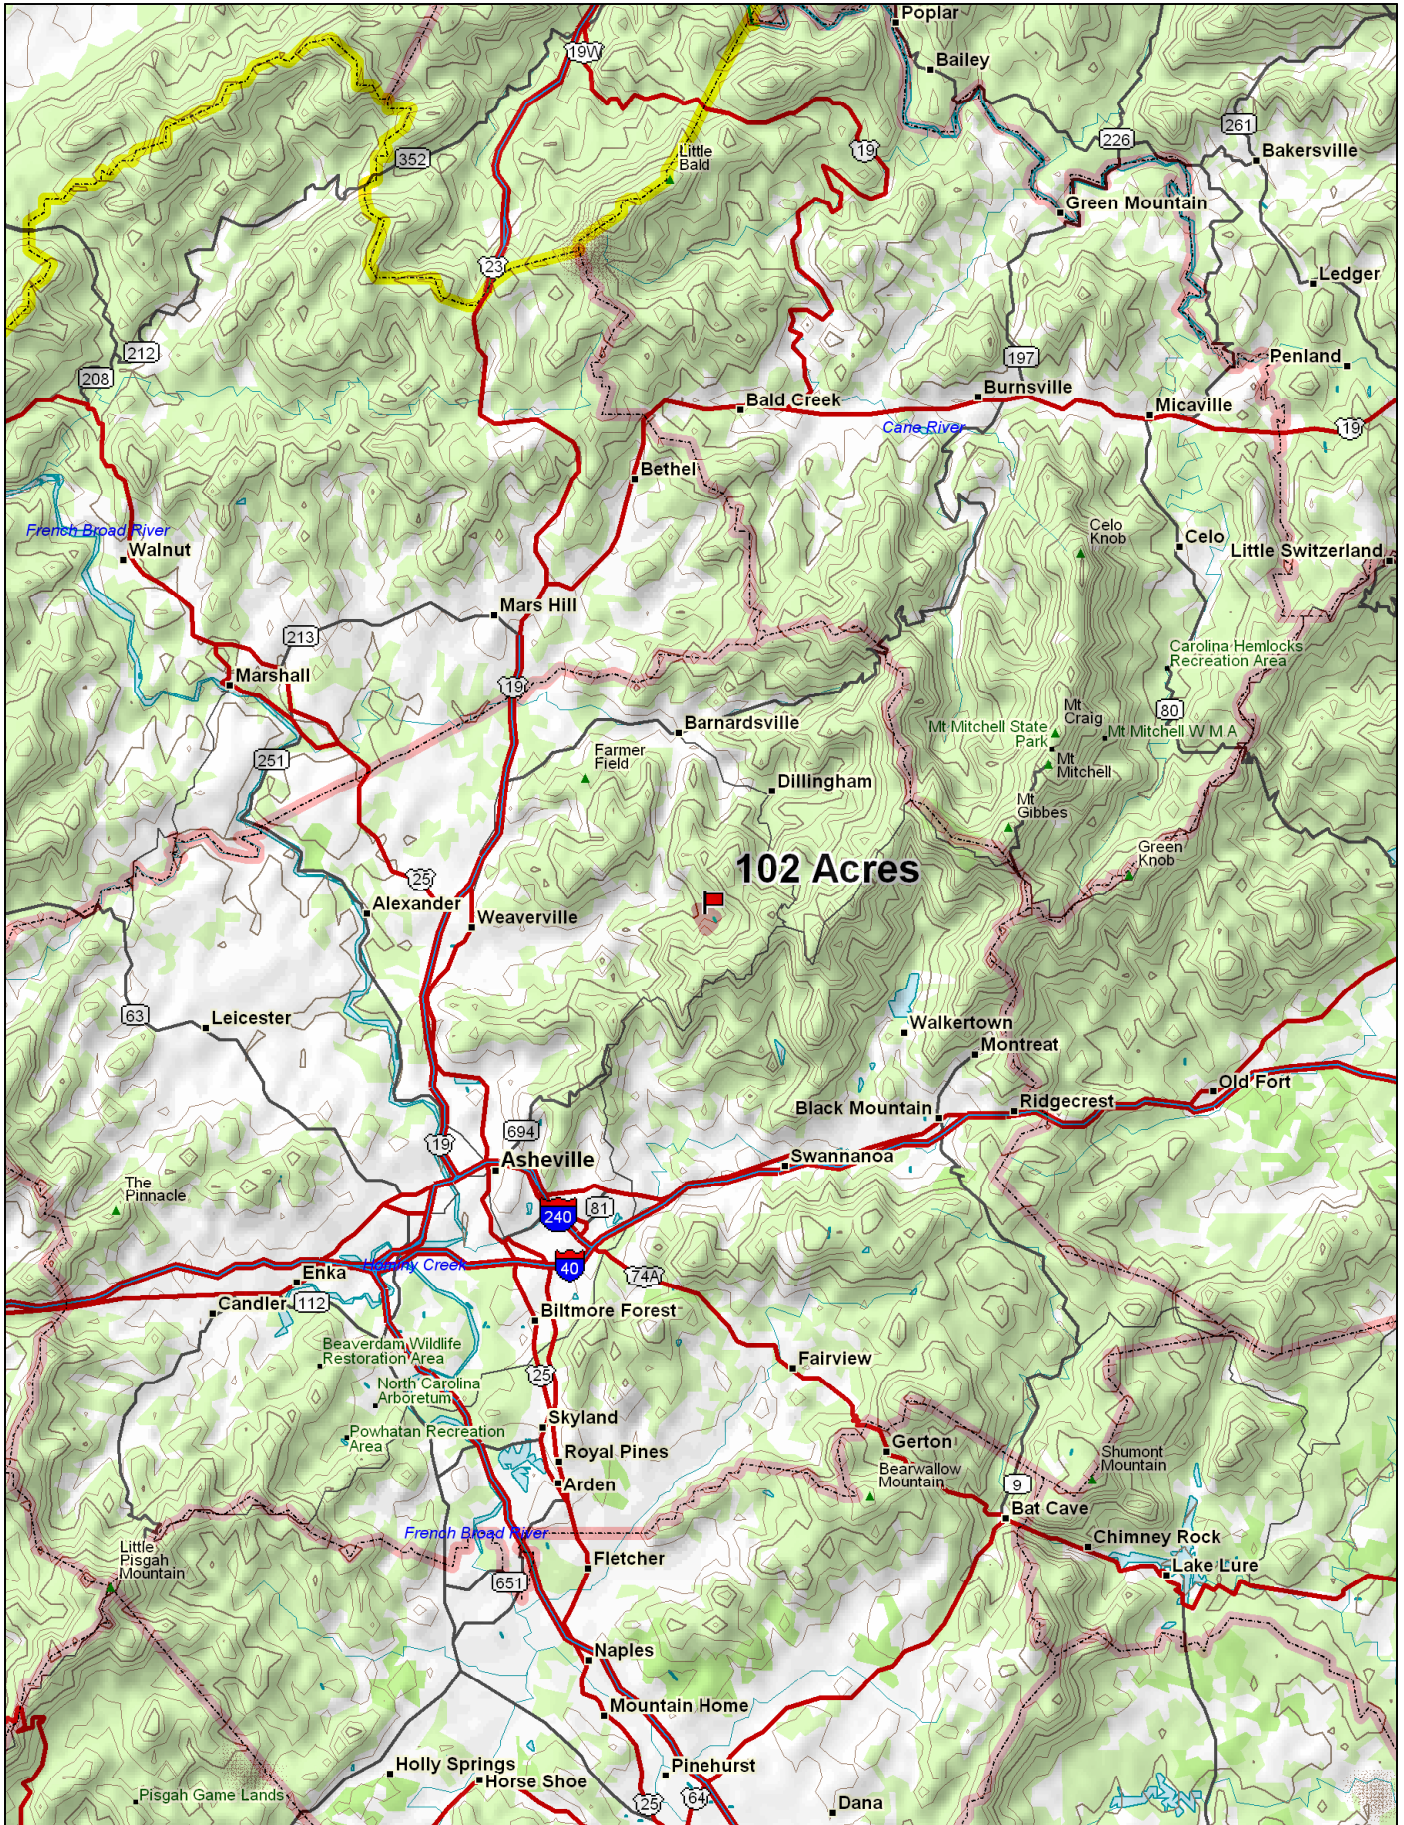 Poplar
19W
Bailey
261
226
Bakersville
19
352
Little
Bald
Green Mountain
23
Ledger
212
197
Penland
208
Burnsville
Bald Creek
Micaville
Cane River
19
Bethel
French Broad River
Celo
Knob
Celo
Walnut
Little Switzerland
Mars Hill
213
Carolina Hemlocks
Recreation Area
Marshall
19
Mt
Craig
80
Barnardsville
Mt Mitchell State
Park
Mt Mitchell W M A
Farmer
Field
251
Mt
Mitchell
Dillingham
Mt
Gibbes
Green
Knob
102 Acres
25
Alexander
Weaverville
63
Leicester
Walkertown
Montreat
Old Fort
Ridgecrest
Black Mountain
694
19
Asheville
Swannanoa
The
Pinnacle
81
240
Hominy Creek
40
Enka
74A
Candler
112
Biltmore Forest
Beaverdam Wildlife
Restoration Area
Fairview
25
North Carolina
Arboretum
Skyland
Powhatan Recreation
Area
Gerton
Royal Pines
Shumont
Mountain
Bearwallow
Mountain
Arden
9
Bat Cave
French Broad River
Chimney Rock
Little
Pisgah
Mountain
Fletcher
Lake Lure
651
Naples
Mountain Home
Holly Springs
Pinehurst
Horse Shoe
Pisgah Game Lands
25
64
Dana